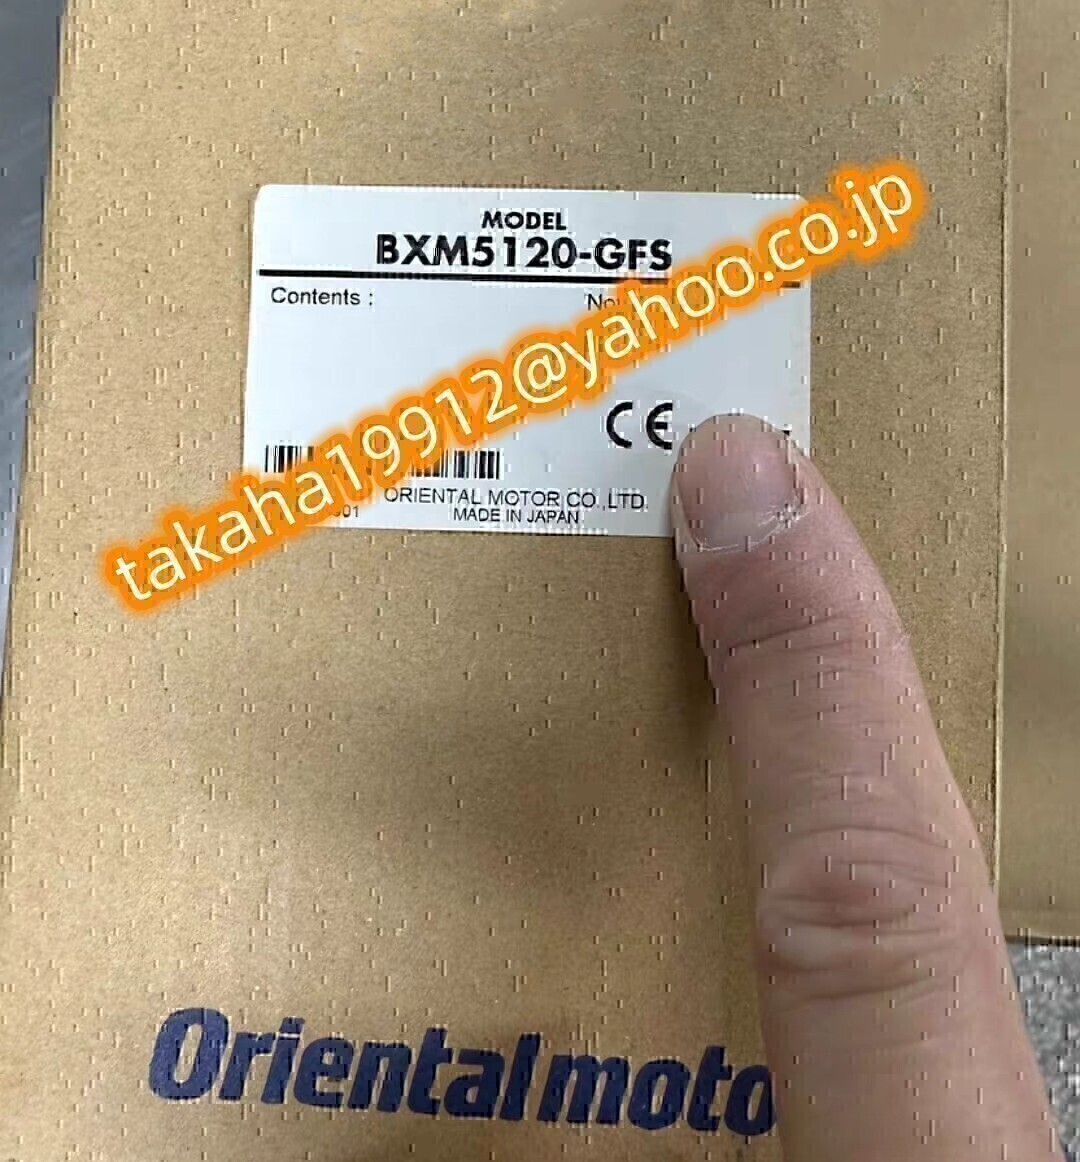 MODEL
BXM5120-GFS
Contents :
takaha19912@yahoo.co.jp
CE
ORIENTAL MOTOR CO.,LTD.
MADE IN JAPAN
Orientalmoto